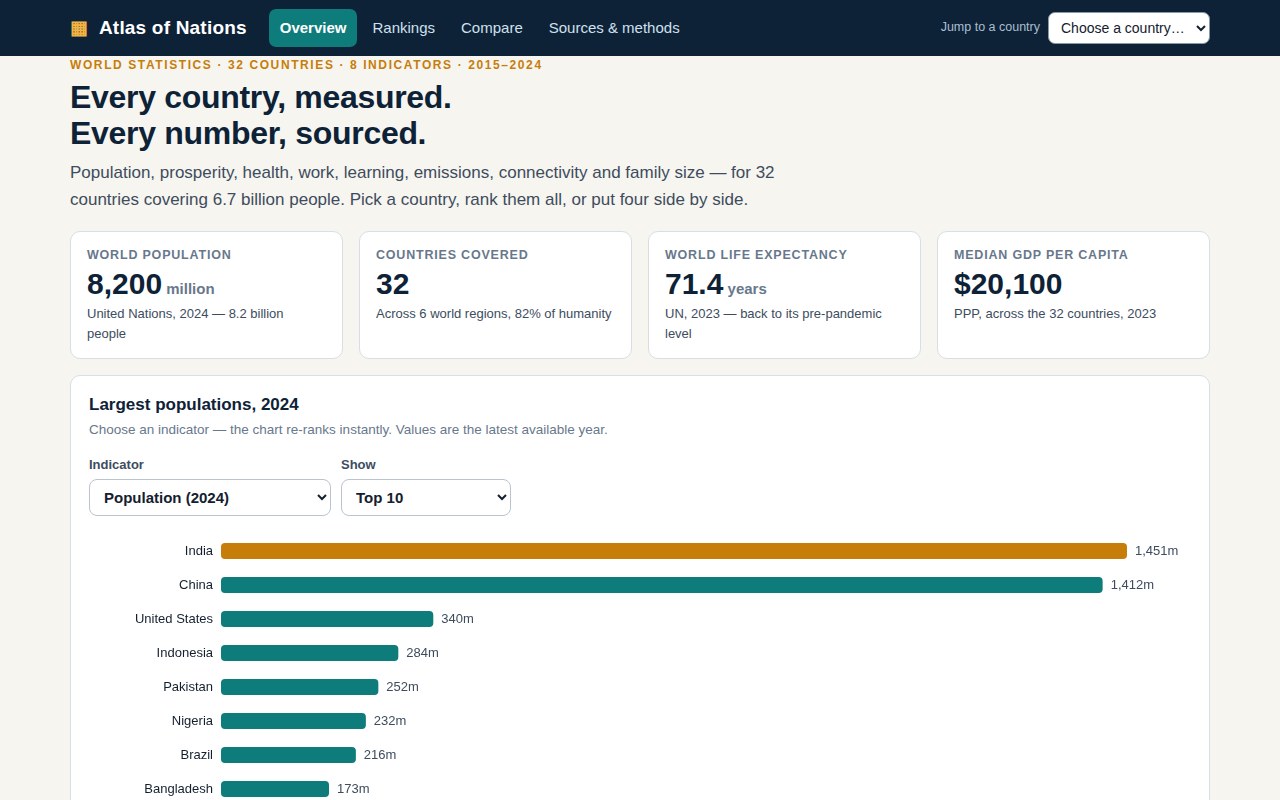 Atlas of Nations
Overview
Rankings
Compare
Sources & methods
Jump to a country
Choose a country…
WORLD STATISTICS · 32 COUNTRIES · 8 INDICATORS · 2015–2024
Every country, measured.
Every number, sourced.
Population, prosperity, health, work, learning, emissions, connectivity and family size — for 32
countries covering 6.7 billion people. Pick a country, rank them all, or put four side by side.
WORLD POPULATION
8,200 million
United Nations, 2024 — 8.2 billion
people
COUNTRIES COVERED
32
Across 6 world regions, 82% of humanity
WORLD LIFE EXPECTANCY
71.4 years
UN, 2023 — back to its pre-pandemic
level
MEDIAN GDP PER CAPITA
$20,100
PPP, across the 32 countries, 2023
Largest populations, 2024
Choose an indicator — the chart re-ranks instantly. Values are the latest available year.
Indicator
Population (2024)
Show
Top 10
India 1,451m
China 1,412m
United States 340m
Indonesia 284m
Pakistan 252m
Nigeria 232m
Brazil 216m
Bangladesh 173m